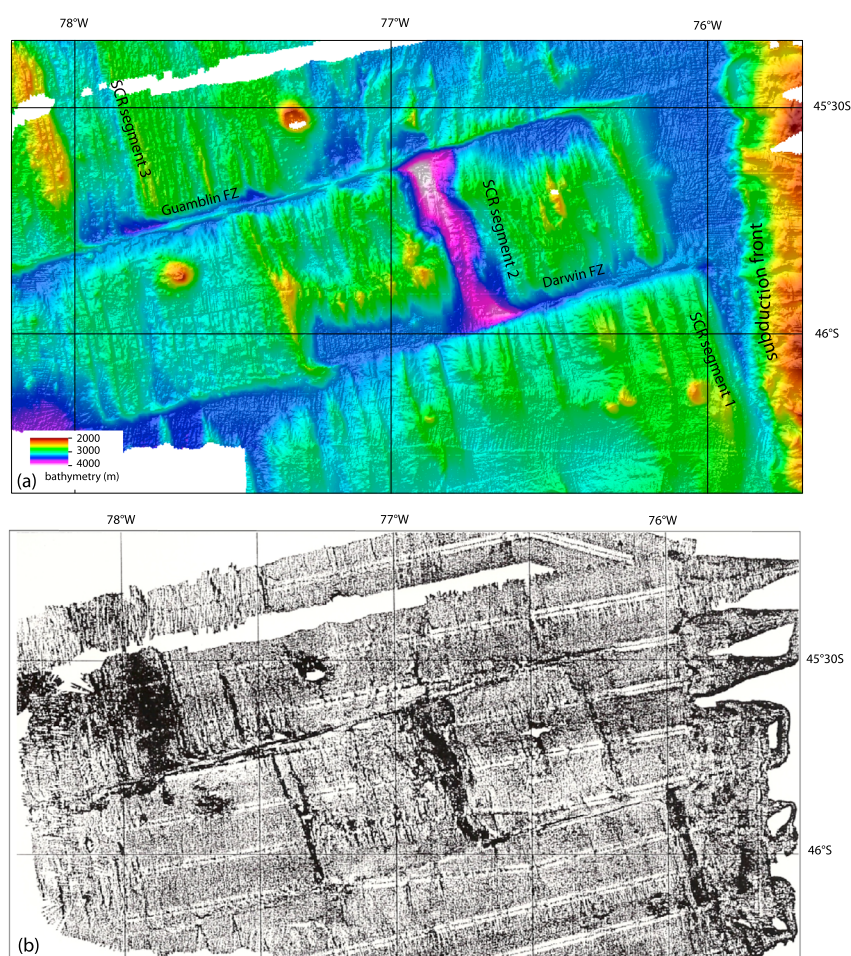 78°W 77°W 76°W
45°30S
SCR segment 3
Guamblin FZ
SCR segment 2
Darwin FZ
subduction front
46°S
SCR segment 1
2000
3000
4000
bathymetry (m)
(a)
78°W 77°W 76°W
45°30S
46°S
(b)